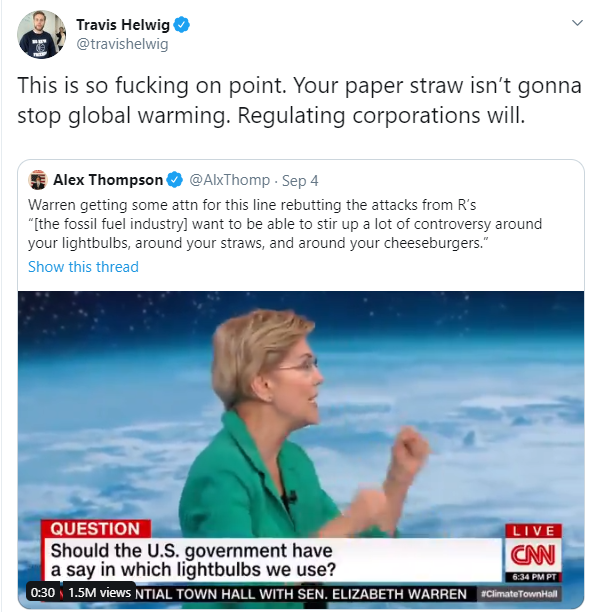 Travis Helwig
@travishelwig
This is so fucking on point. Your paper straw isn’t gonna
stop global warming. Regulating corporations will.
Alex Thompson @AlxThomp · Sep 4
Warren getting some attn for this line rebutting the attacks from R’s
“[the fossil fuel industry] want to be able to stir up a lot of controversy around
your lightbulbs, around your straws, and around your cheeseburgers.”
Show this thread
QUESTION
Should the U.S. government have
a say in which lightbulbs we use?
LIVE
CNN
6:34 PM PT
0:30 1.5M views NTIAL TOWN HALL WITH SEN. ELIZABETH WARREN #ClimateTownHall